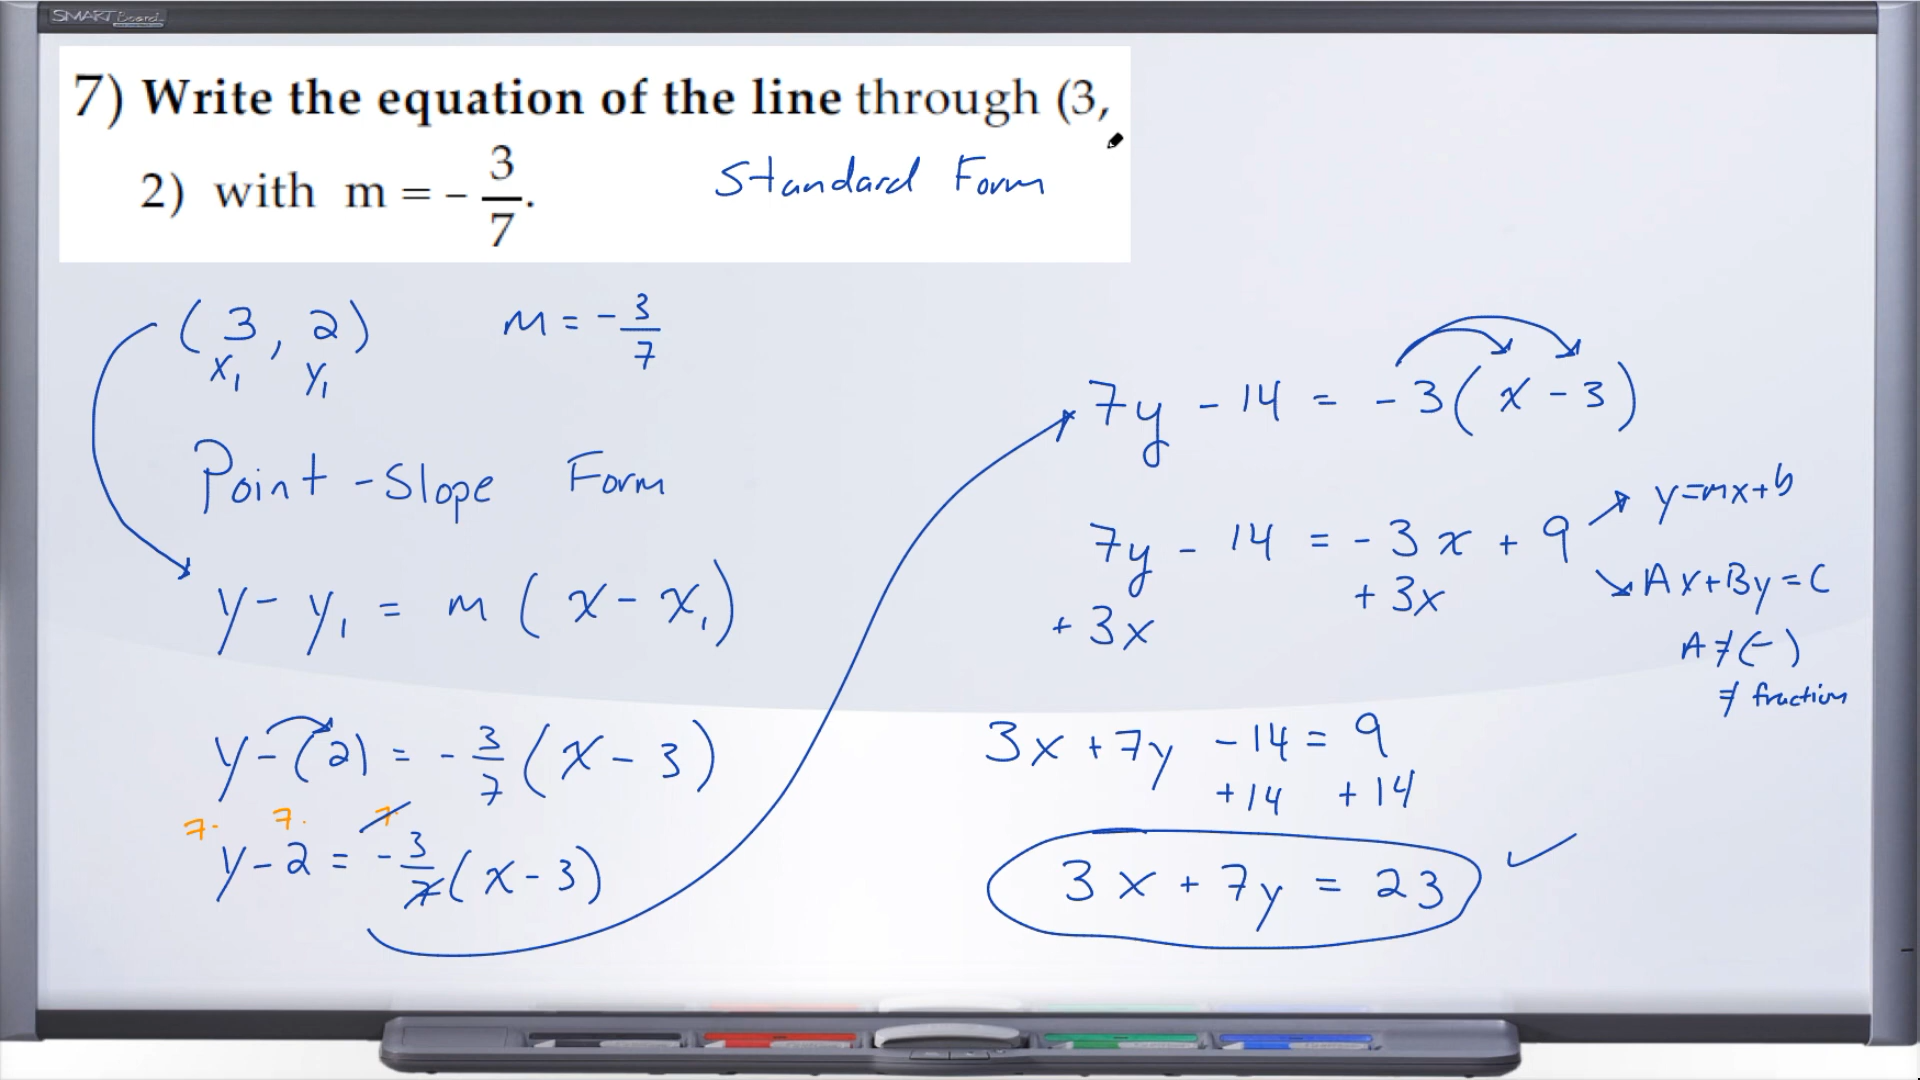 SMART Board
7) Write the equation of the line through (3,
2) with m = - 3/7.
Standard Form
(3, 2) m = - 3/7
x₁ y₁
Point-Slope Form
y - y₁ = m(x - x₁)
y - (2) = - 3/7 (x - 3)
7· 7· 7
y - 2 = - 3/7 (x - 3)
7y - 14 = -3(x - 3)
7y - 14 = -3x + 9
+ 3x + 3x
y = mx + b
Ax + By = C
A ≠ (-)
≠ fraction
3x + 7y - 14 = 9
+14 +14
3x + 7y = 23